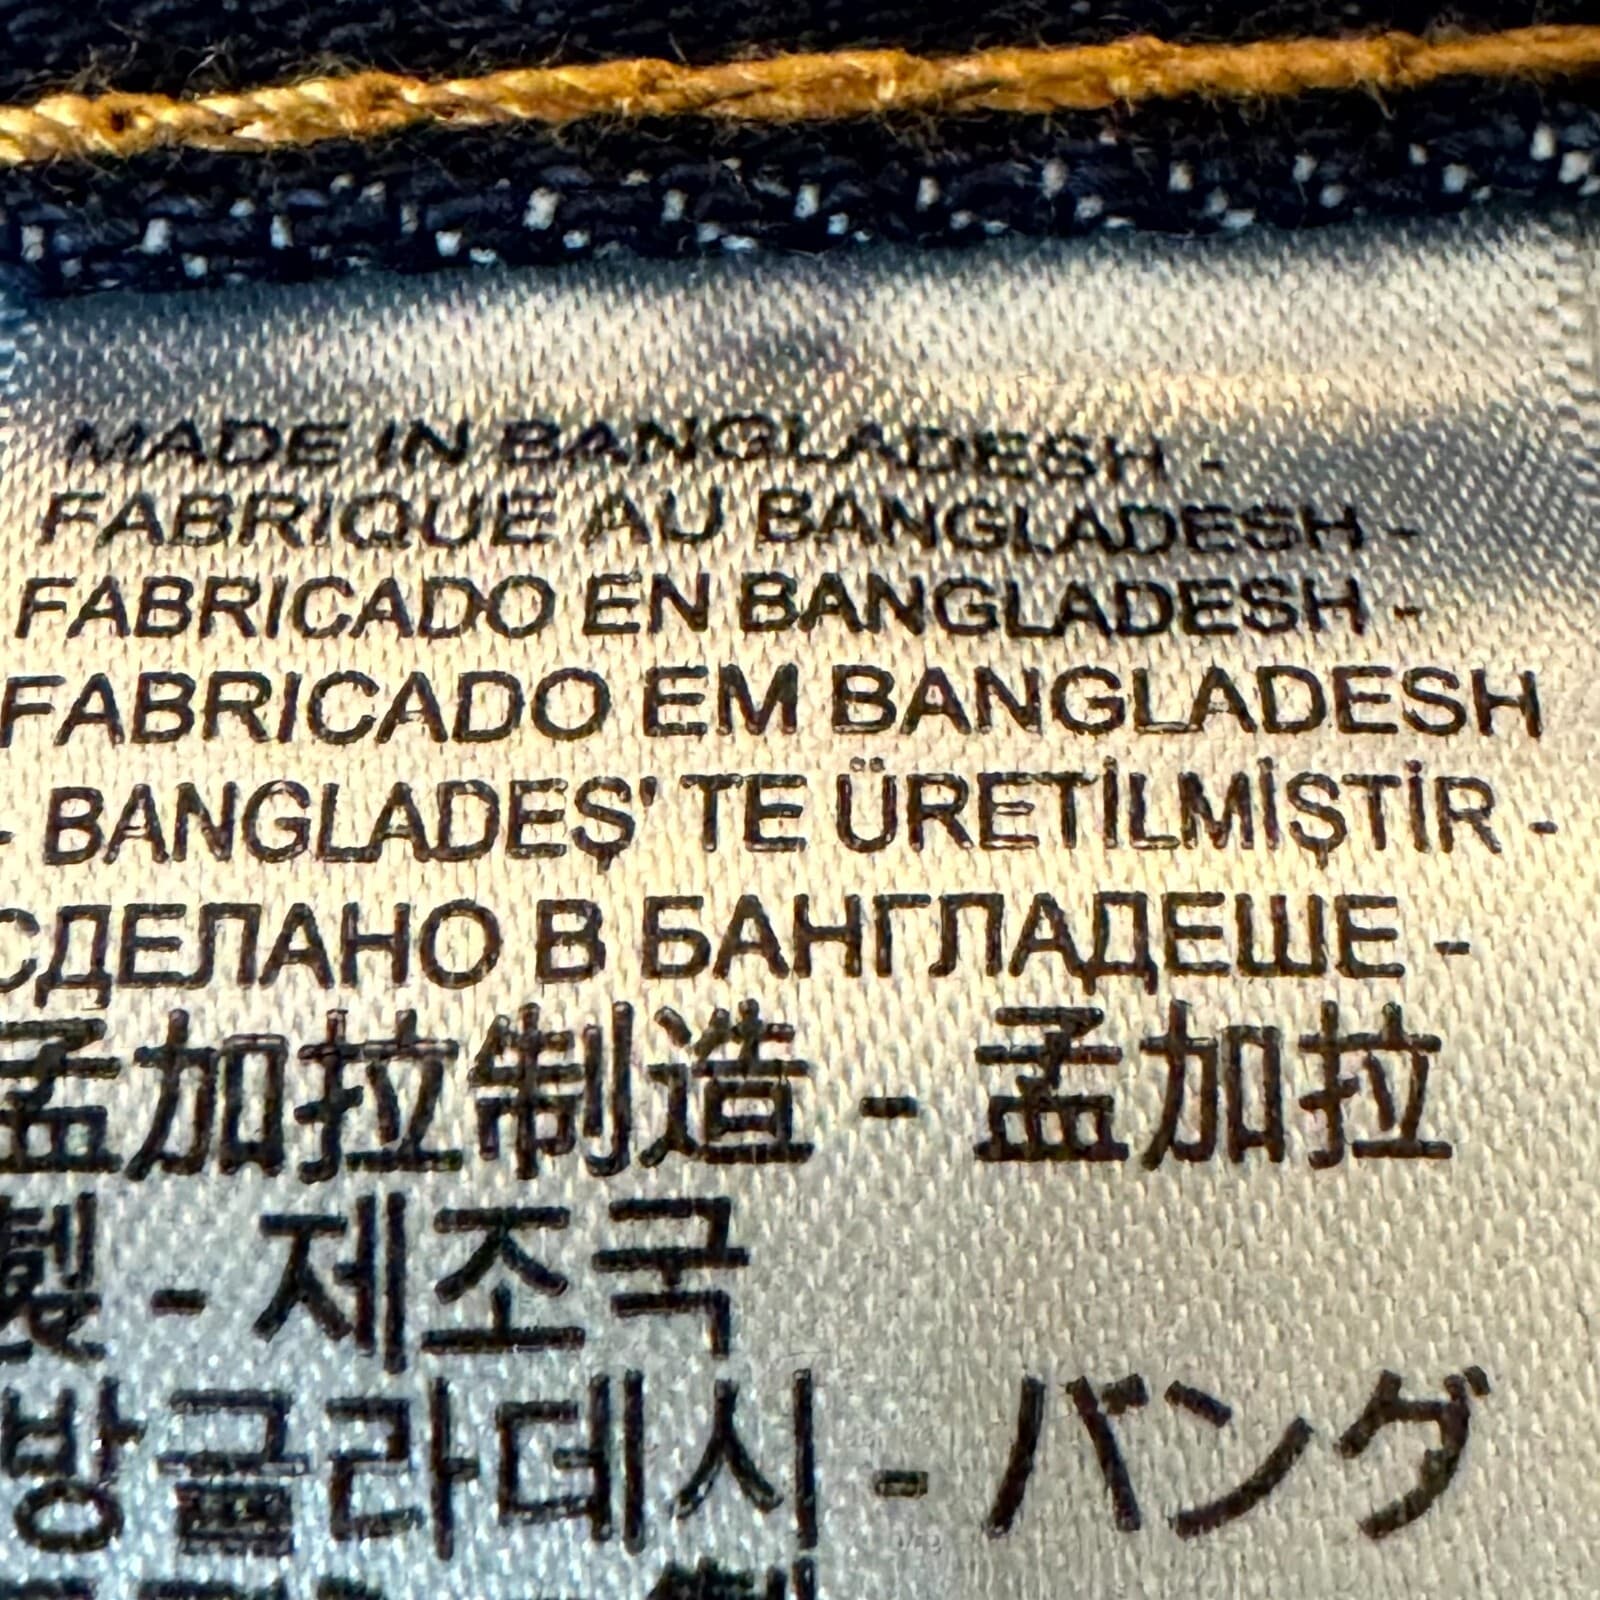 MADE IN BANGLADESH -
FABRIQUE AU BANGLADESH -
FABRICADO EN BANGLADESH -
FABRICADO EM BANGLADESH
- BANGLADEŞ' TE ÜRETİLMİŞTİR -
СДЕЛАНО В БАНГЛАДЕШЕ -
孟加拉制造 - 孟加拉
製 - 제조국
방글라데시 - バング